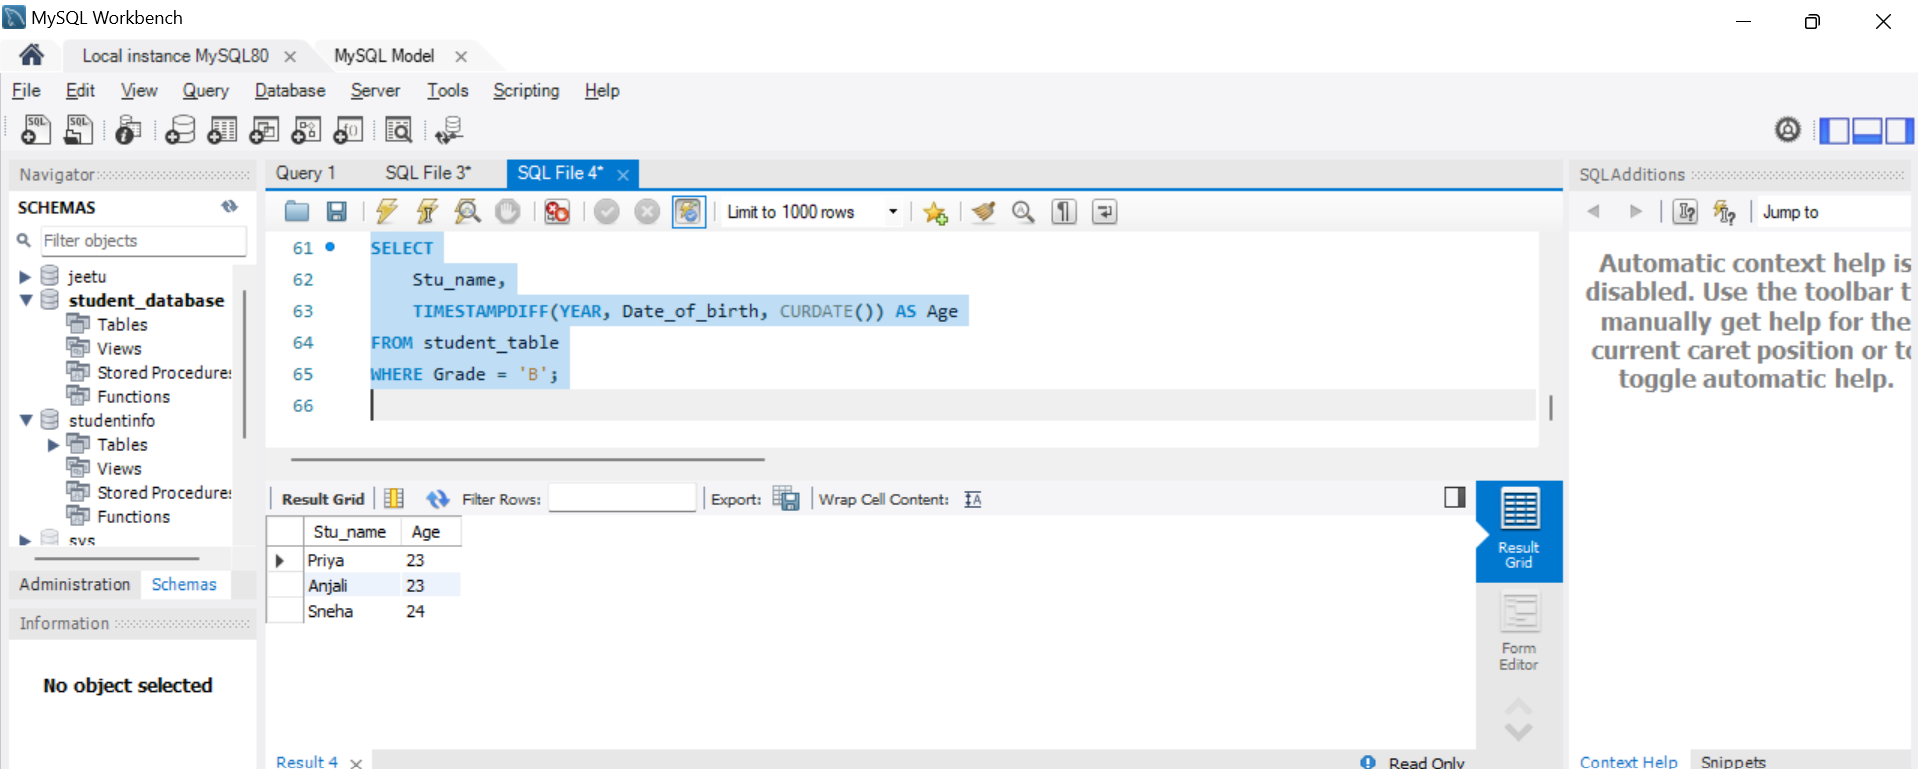 MySQL Workbench
Local instance MySQL80
MySQL Model
File Edit View Query Database Server Tools Scripting Help
Navigator
SCHEMAS
Filter objects
jeetu
student_database
Tables
Views
Stored Procedures
Functions
studentinfo
Tables
Views
Stored Procedures
Functions
sys
Administration Schemas
Information
No object selected
Query 1 SQL File 3* SQL File 4*
Limit to 1000 rows
61 SELECT
62 Stu_name,
63 TIMESTAMPDIFF(YEAR, Date_of_birth, CURDATE()) AS Age
64 FROM student_table
65 WHERE Grade = 'B';
66
Result Grid Filter Rows: Export: Wrap Cell Content:
Stu_name Age
Priya 23
Anjali 23
Sneha 24
Result Grid
Form Editor
Result 4
Read Only
SQLAdditions
Jump to
Automatic context help is
disabled. Use the toolbar t
manually get help for the
current caret position or to
toggle automatic help.
Context Help Snippets